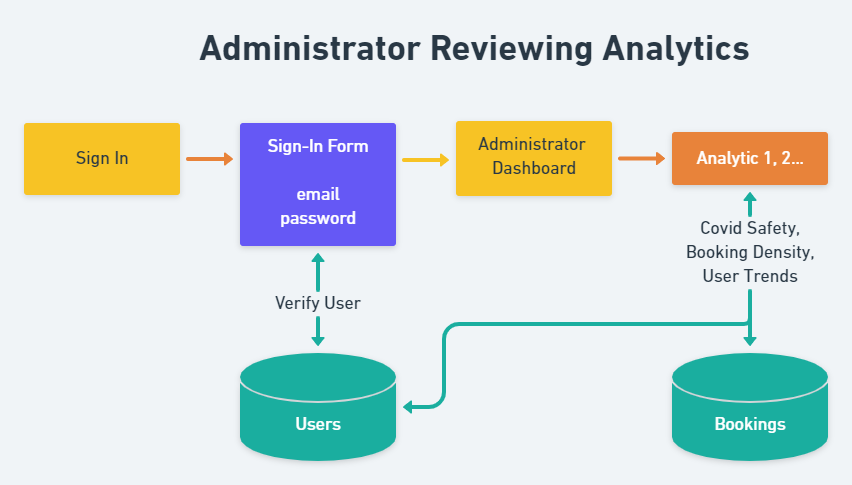 Administrator Reviewing Analytics
Sign In
Sign-In Form
email
password
Administrator
Dashboard
Analytic 1, 2...
Verify User
Covid Safety,
Booking Density,
User Trends
Users
Bookings